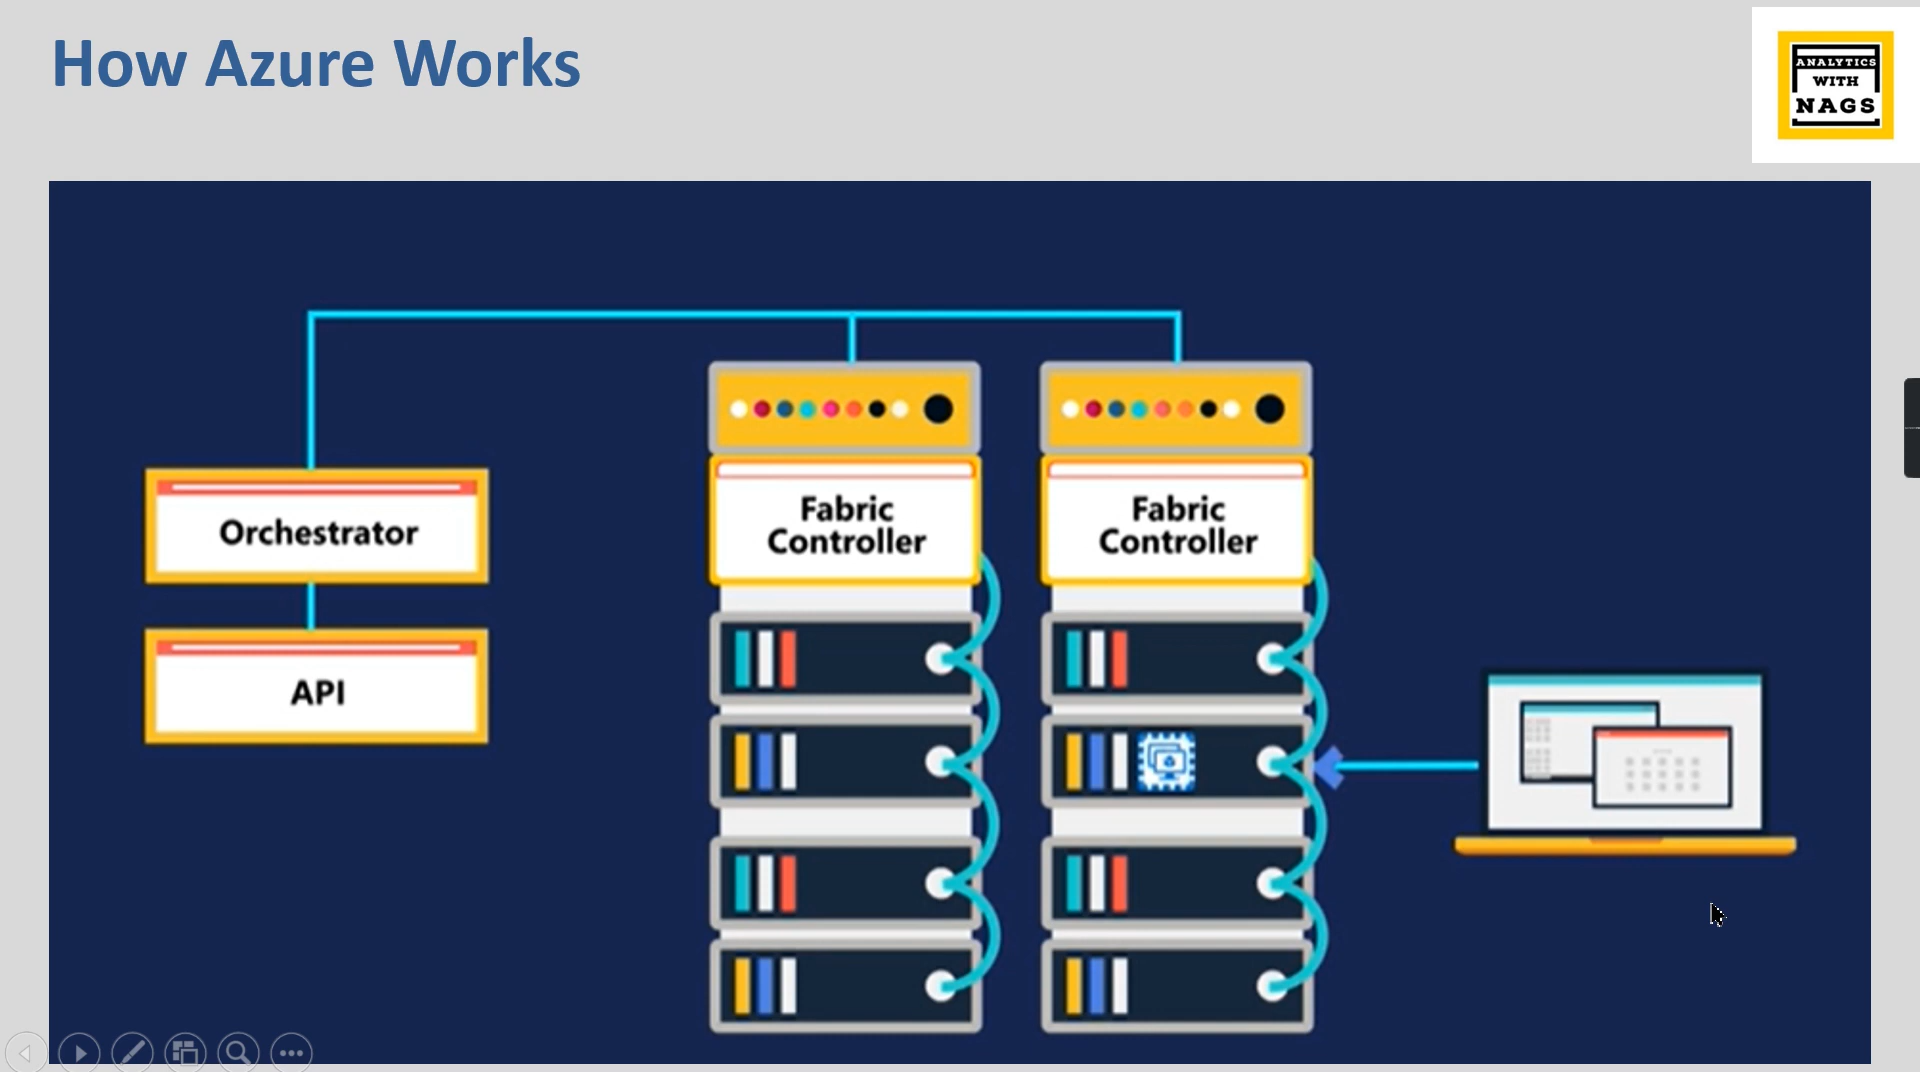 How Azure Works
ANALYTICS
WITH
NAGS
Orchestrator
API
Fabric
Controller
Fabric
Controller